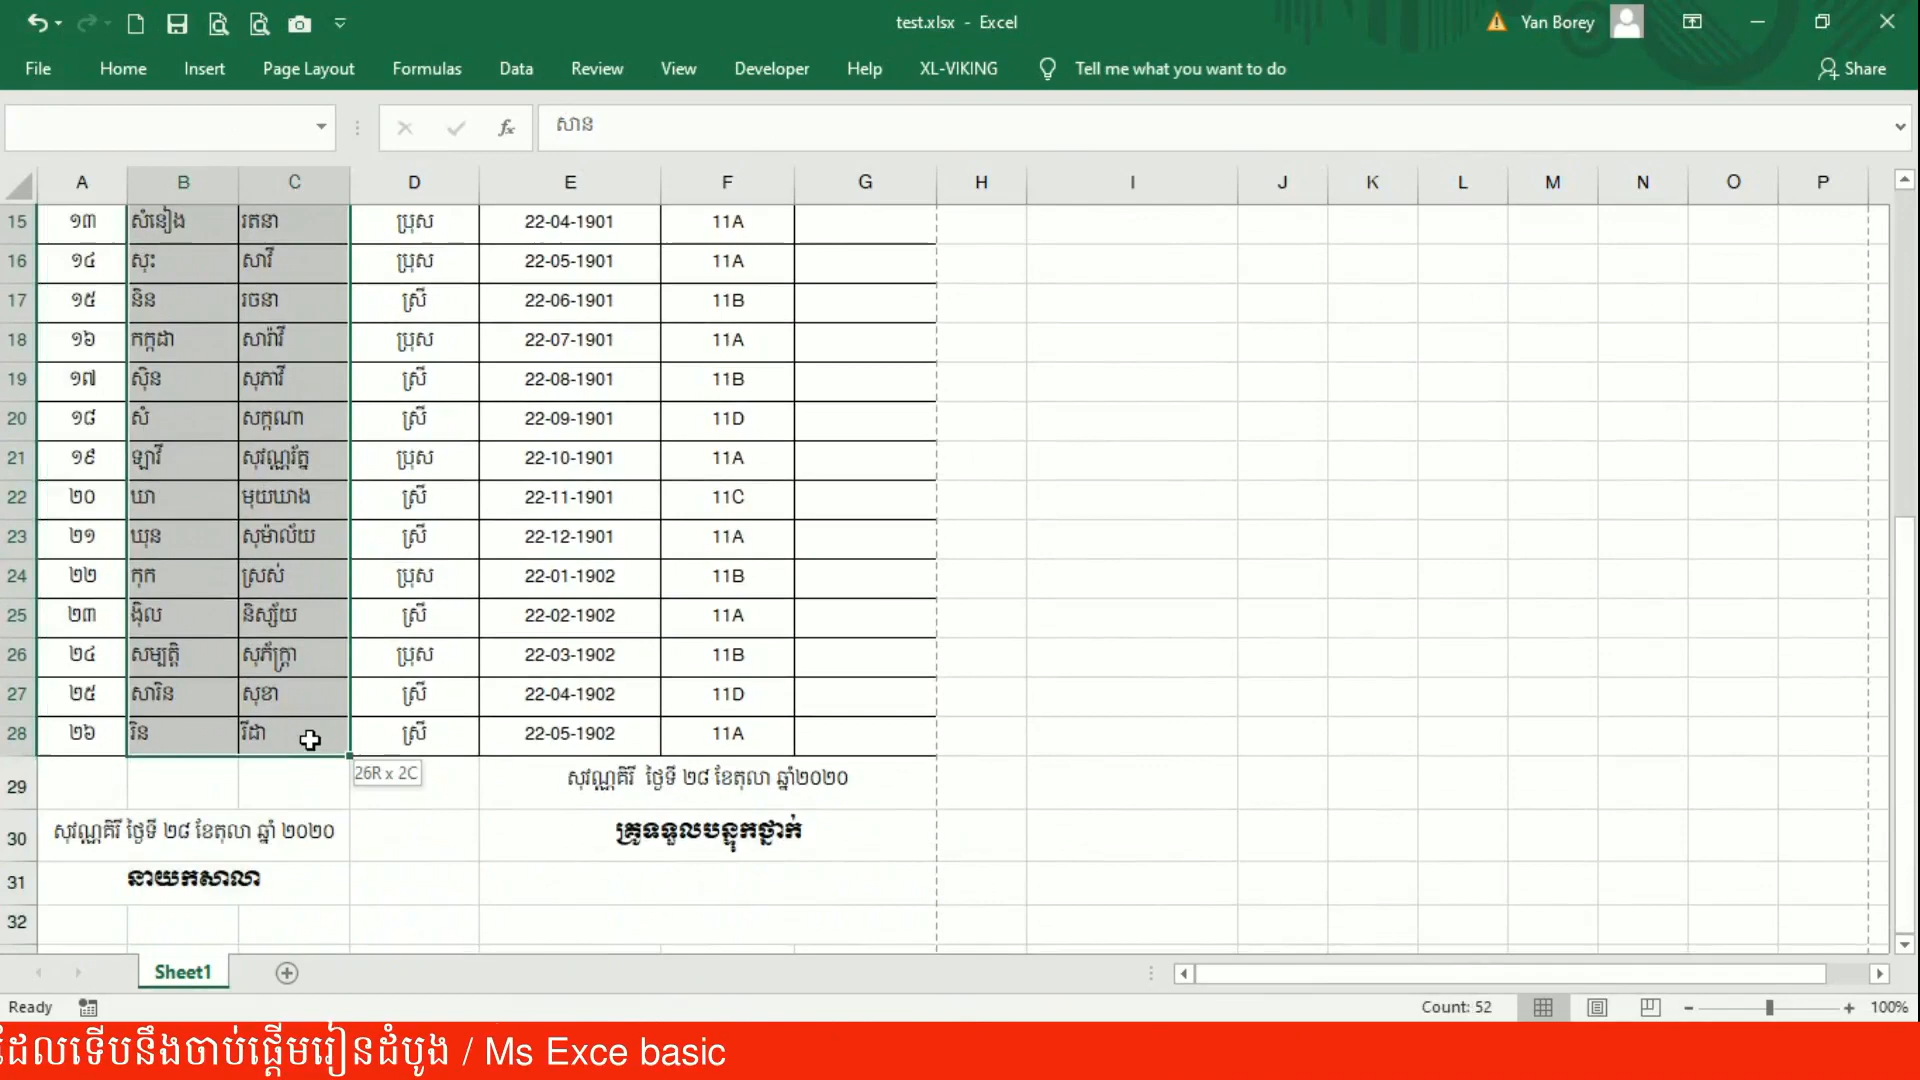 test.xlsx - Excel
Yan Borey
File Home Insert Page Layout Formulas Data Review View Developer Help XL-VIKING Tell me what you want to do Share
fx សាន
A B C D E F G H I J K L M N O P
15 ១៣ សំនៀង រតនា ប្រុស 22-04-1901 11A
16 ១៤ សុះ សាវី ប្រុស 22-05-1901 11A
17 ១៥ និន រចនា ស្រី 22-06-1901 11B
18 ១៦ កក្កដា សារ៉ាវី ប្រុស 22-07-1901 11A
19 ១៧ ស៊ិន សុភាវី ស្រី 22-08-1901 11B
20 ១៨ សំ សក្កណា ស្រី 22-09-1901 11D
21 ១៩ ឡាវី សុវណ្ណរ័ត្ន ប្រុស 22-10-1901 11A
22 ២០ ឃា មុយឃាង ស្រី 22-11-1901 11C
23 ២១ ឃុន សុម៉ាល័យ ស្រី 22-12-1901 11A
24 ២២ កុក ស្រស់ ប្រុស 22-01-1902 11B
25 ២៣ ង៉ិល និស្ស័យ ស្រី 22-02-1902 11A
26 ២៤ សម្បត្តិ សុភ័ក្ត្រា ប្រុស 22-03-1902 11B
27 ២៥ សារិន សុខា ស្រី 22-04-1902 11D
28 ២៦ រិន រីដា ស្រី 22-05-1902 11A
26R x 2C
29 សុវណ្ណគិរី ថ្ងៃទី ២៨ ខែតុលា ឆ្នាំ២០២០
30 សុវណ្ណគិរី ថ្ងៃទី ២៨ ខែតុលា ឆ្នាំ ២០២០ គ្រូទទួលបន្ទុកថ្នាក់
31 នាយកសាលា
32
Sheet1
Ready Count: 52 100%
ដែលទើបនឹងចាប់ផ្តើមរៀនដំបូង / Ms Exce basic